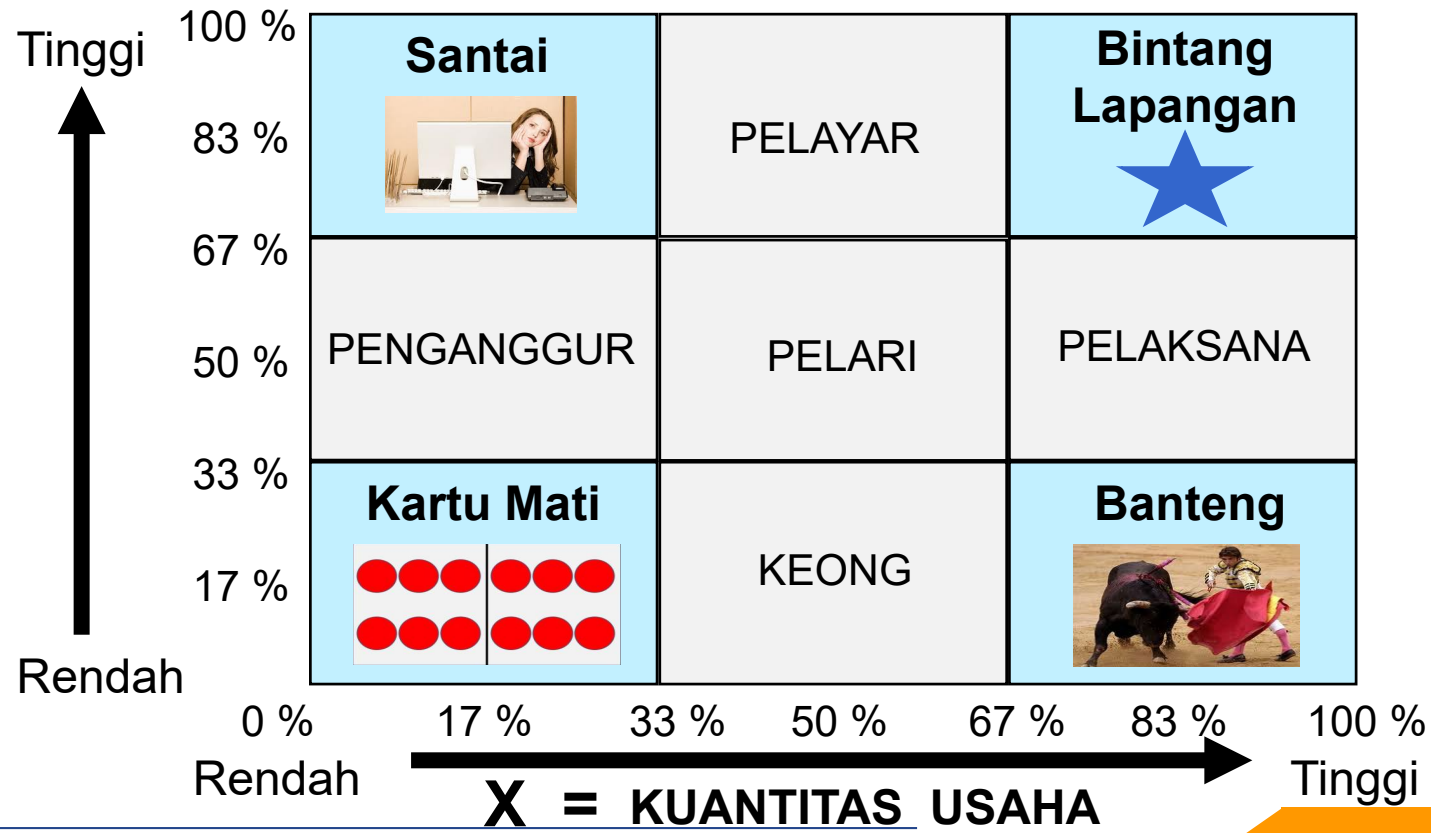 Tinggi
100 %
83 %
67 %
50 %
33 %
17 %
Rendah
Santai
PELAYAR
Bintang
Lapangan
PENGANGGUR
PELARI
PELAKSANA
Kartu Mati
KEONG
Banteng
0 %
17 %
33 %
50 %
67 %
83 %
100 %
Rendah
Tinggi
X = KUANTITAS USAHA